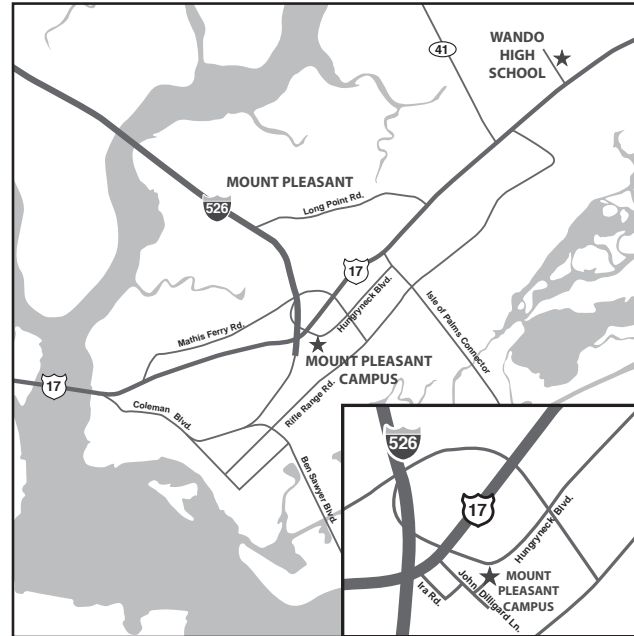 41
WANDO
HIGH
SCHOOL
MOUNT PLEASANT
526
Long Point Rd.
17
Hungryneck Blvd.
Mathis Ferry Rd.
Isle of Palms Connector
MOUNT PLEASANT
CAMPUS
17
Rifle Range Rd.
Coleman Blvd.
Ben Sawyer Blvd.
526
17
Hungryneck Blvd.
MOUNT
PLEASANT
CAMPUS
Ira Rd.
John Dilligard Ln.